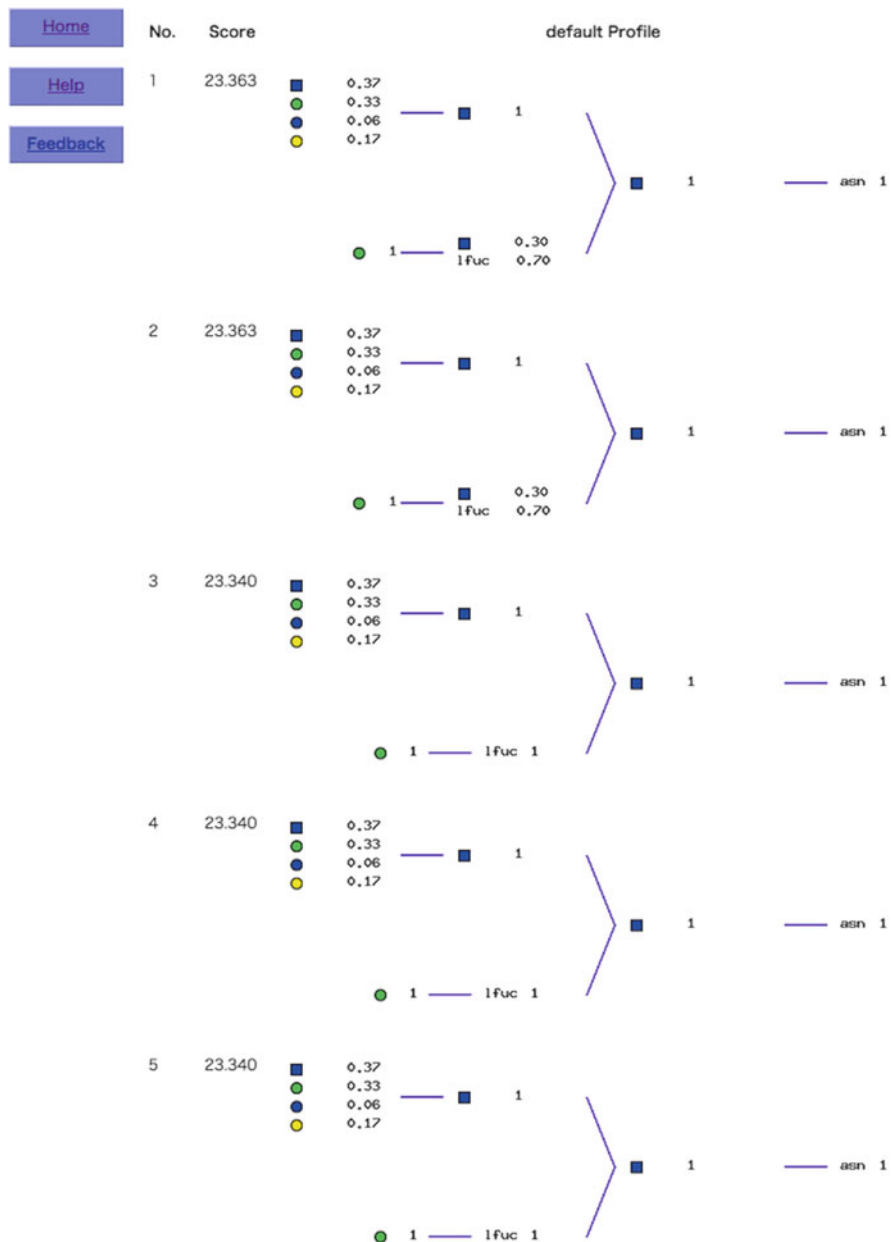 Home
Help
Feedback
No. Score default Profile
1 23.363
0.37
0.33
0.06
0.17
1
1 asn 1
1
0.30
lfuc 0.70
2 23.363
0.37
0.33
0.06
0.17
1
1 asn 1
1
0.30
lfuc 0.70
3 23.340
0.37
0.33
0.06
0.17
1
1 asn 1
1 lfuc 1
4 23.340
0.37
0.33
0.06
0.17
1
1 asn 1
1 lfuc 1
5 23.340
0.37
0.33
0.06
0.17
1
1 asn 1
1 lfuc 1